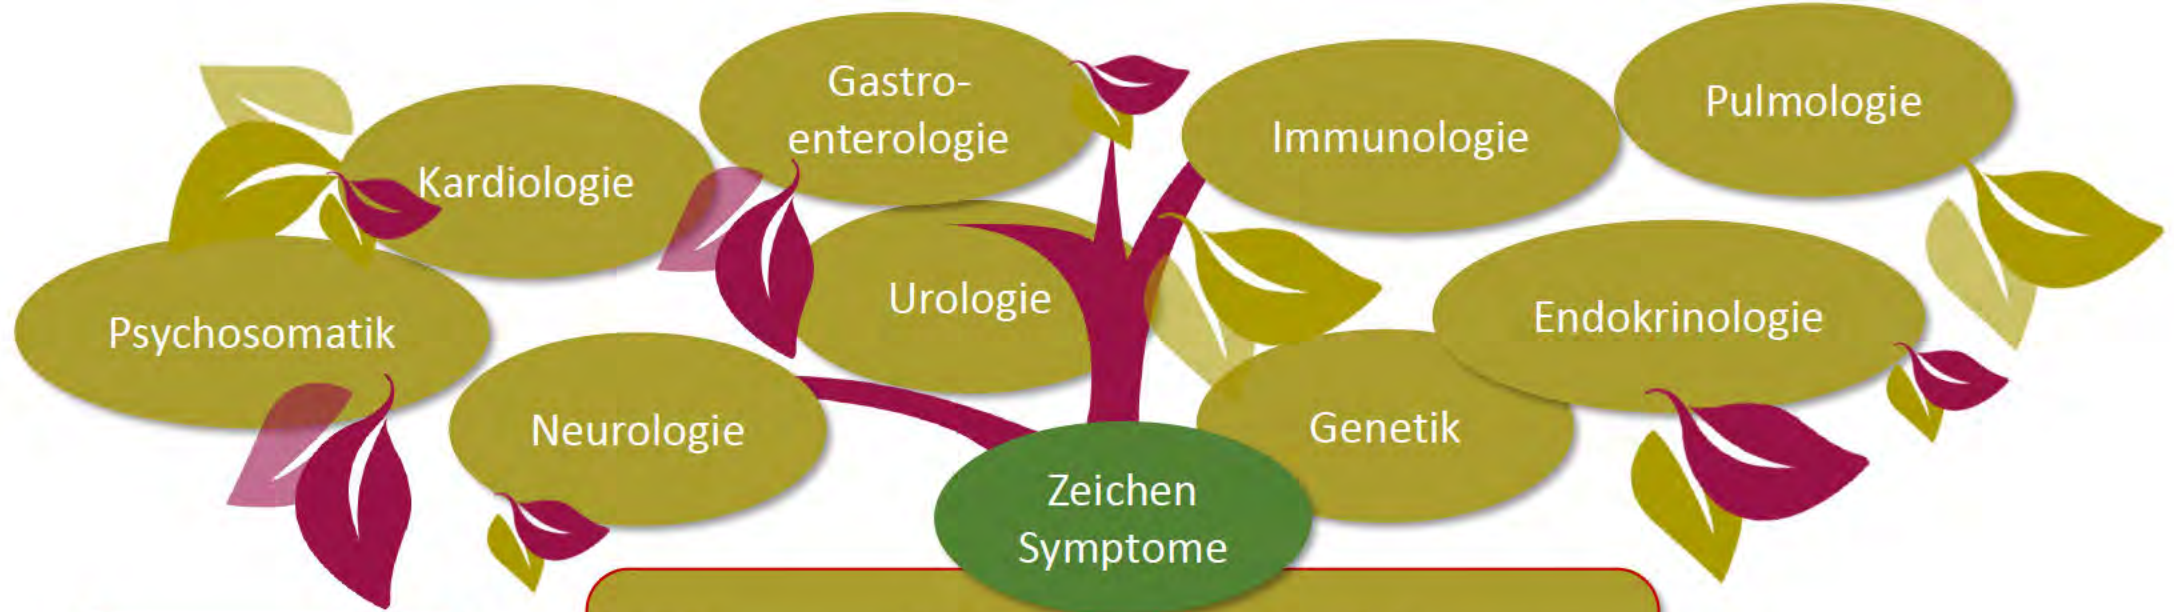 Gastro-
enterologie
Immunologie
Pulmologie
Kardiologie
Psychosomatik
Urologie
Endokrinologie
Neurologie
Genetik
Zeichen
Symptome